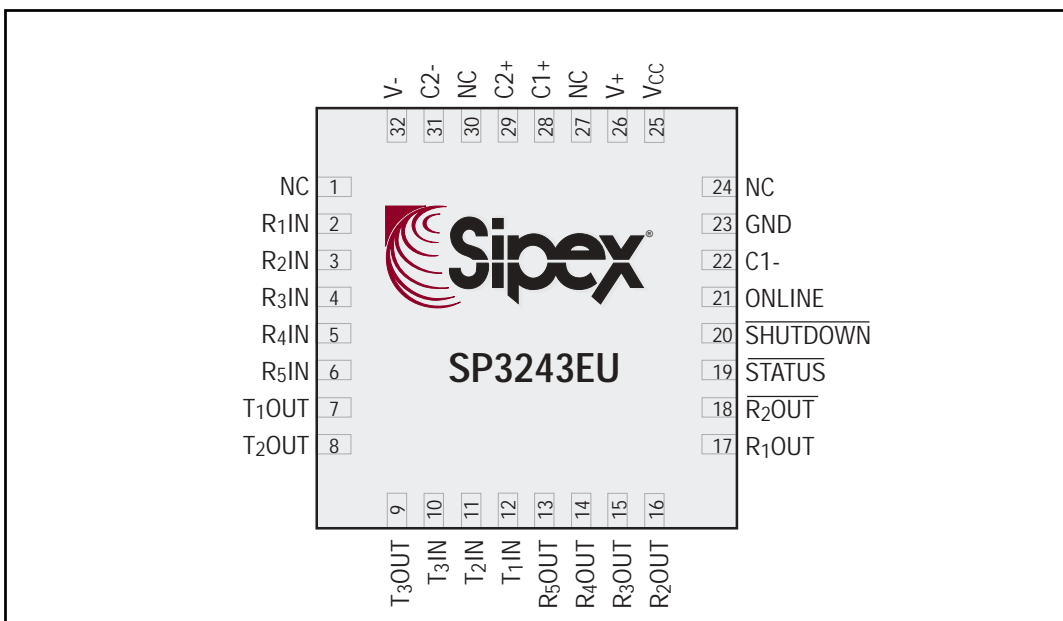 V- C2- NC C2+ C1+ NC V+ VCC
32 31 30 29 28 27 26 25
NC 1
R1IN 2
R2IN 3
R3IN 4
R4IN 5
R5IN 6
T1OUT 7
T2OUT 8
Sipex®
SP3243EU
24 NC
23 GND
22 C1-
21 ONLINE
20 S̅H̅U̅T̅D̅O̅W̅N̅
19 S̅T̅A̅T̅U̅S̅
18 R̅2̅O̅U̅T̅
17 R1OUT
9 10 11 12 13 14 15 16
T3OUT T3IN T2IN T1IN R5OUT R4OUT R3OUT R2OUT